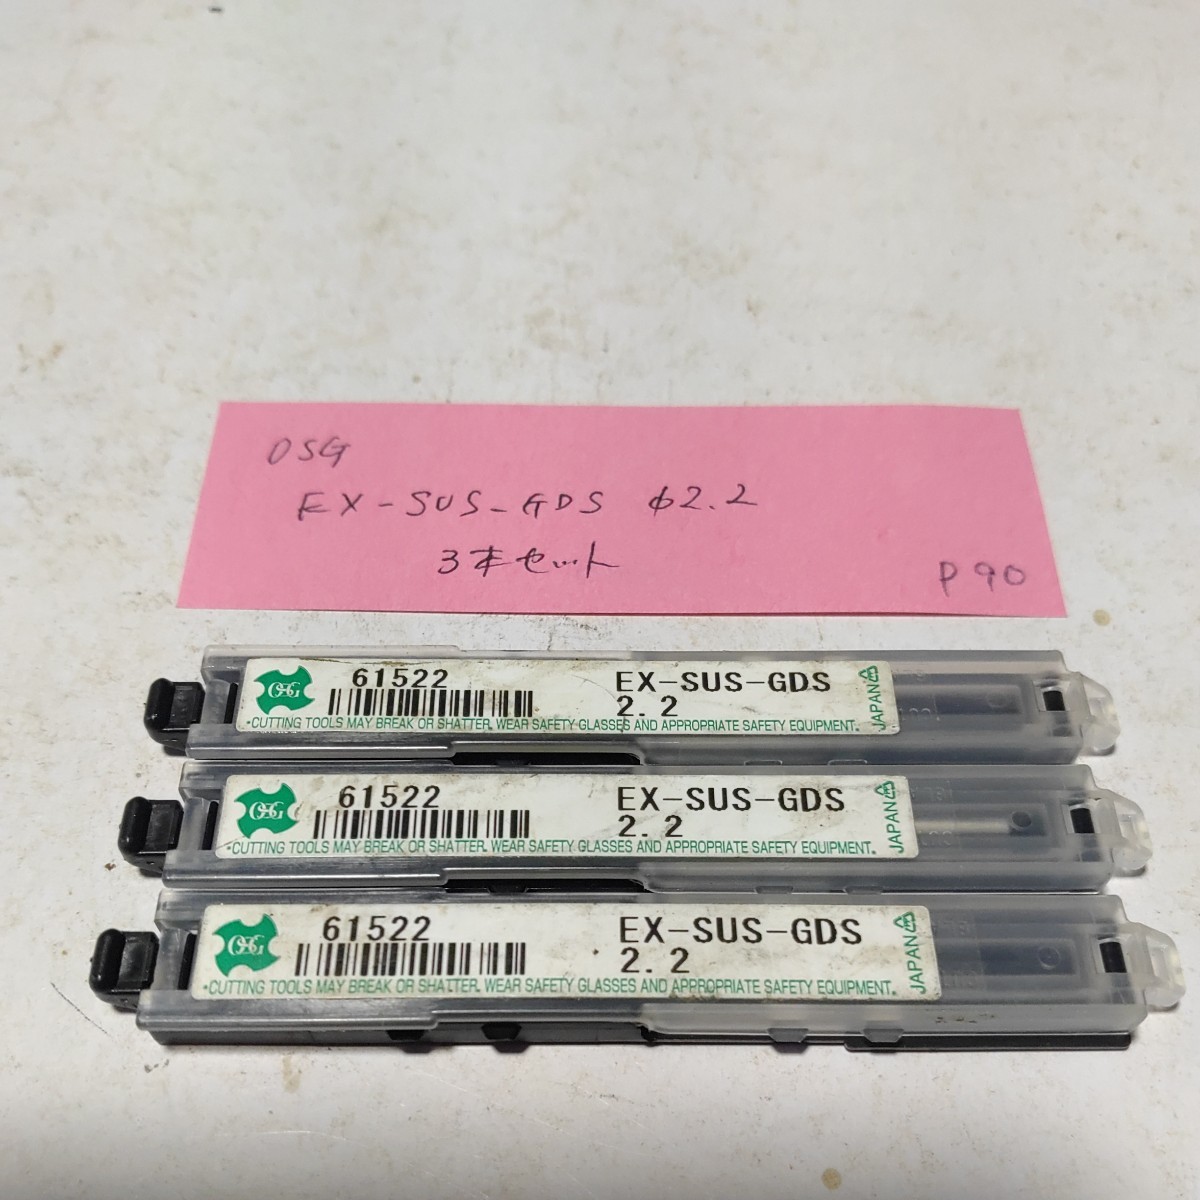 OSG
EX-SUS-GDS φ2.2
3本セット
P90
OSG
61522
EX-SUS-GDS
2.2
*CUTTING TOOLS MAY BREAK OR SHATTER. WEAR SAFETY GLASSES AND APPROPRIATE SAFETY EQUIPMENT.
JAPAN
OSG
61522
EX-SUS-GDS
2.2
*CUTTING TOOLS MAY BREAK OR SHATTER. WEAR SAFETY GLASSES AND APPROPRIATE SAFETY EQUIPMENT.
JAPAN
OSG
61522
EX-SUS-GDS
2.2
*CUTTING TOOLS MAY BREAK OR SHATTER. WEAR SAFETY GLASSES AND APPROPRIATE SAFETY EQUIPMENT.
JAPAN